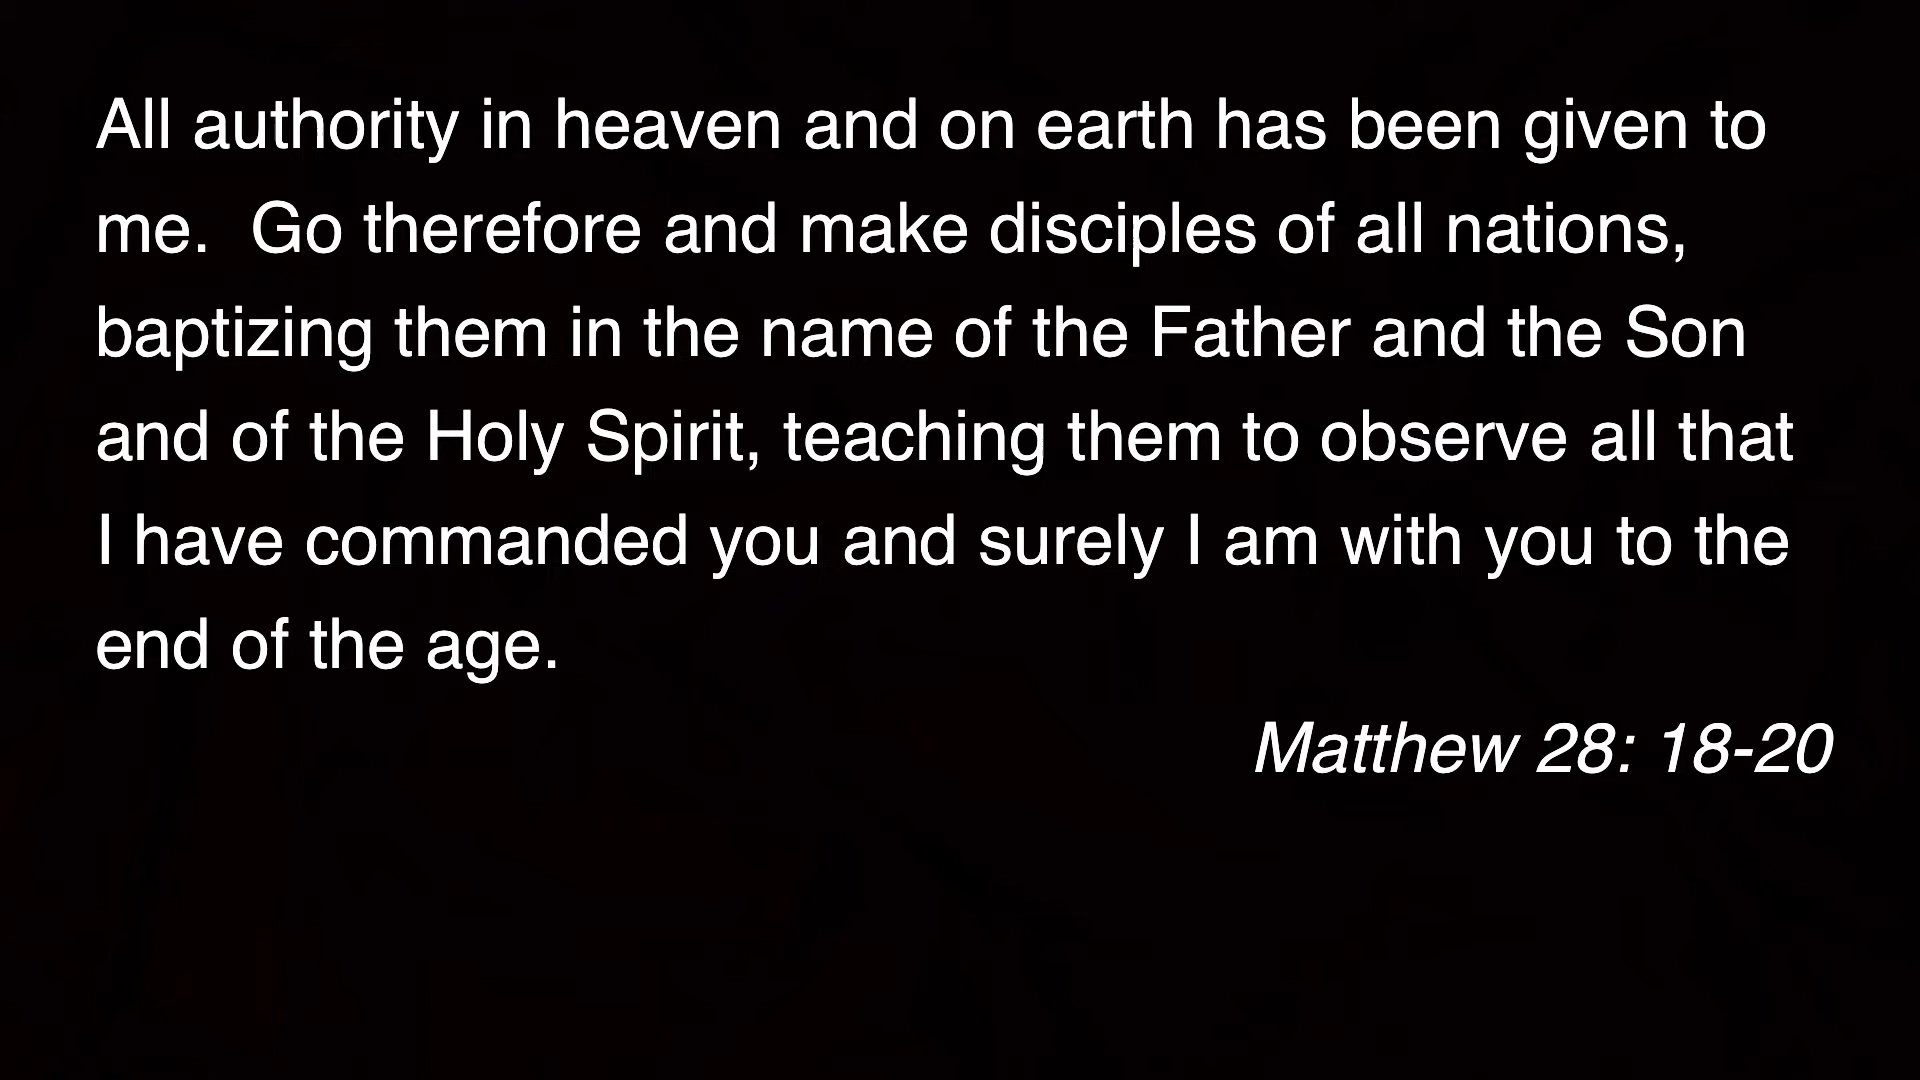 All authority in heaven and on earth has been given to
me.  Go therefore and make disciples of all nations,
baptizing them in the name of the Father and the Son
and of the Holy Spirit, teaching them to observe all that
I have commanded you and surely I am with you to the
end of the age.
Matthew 28: 18-20